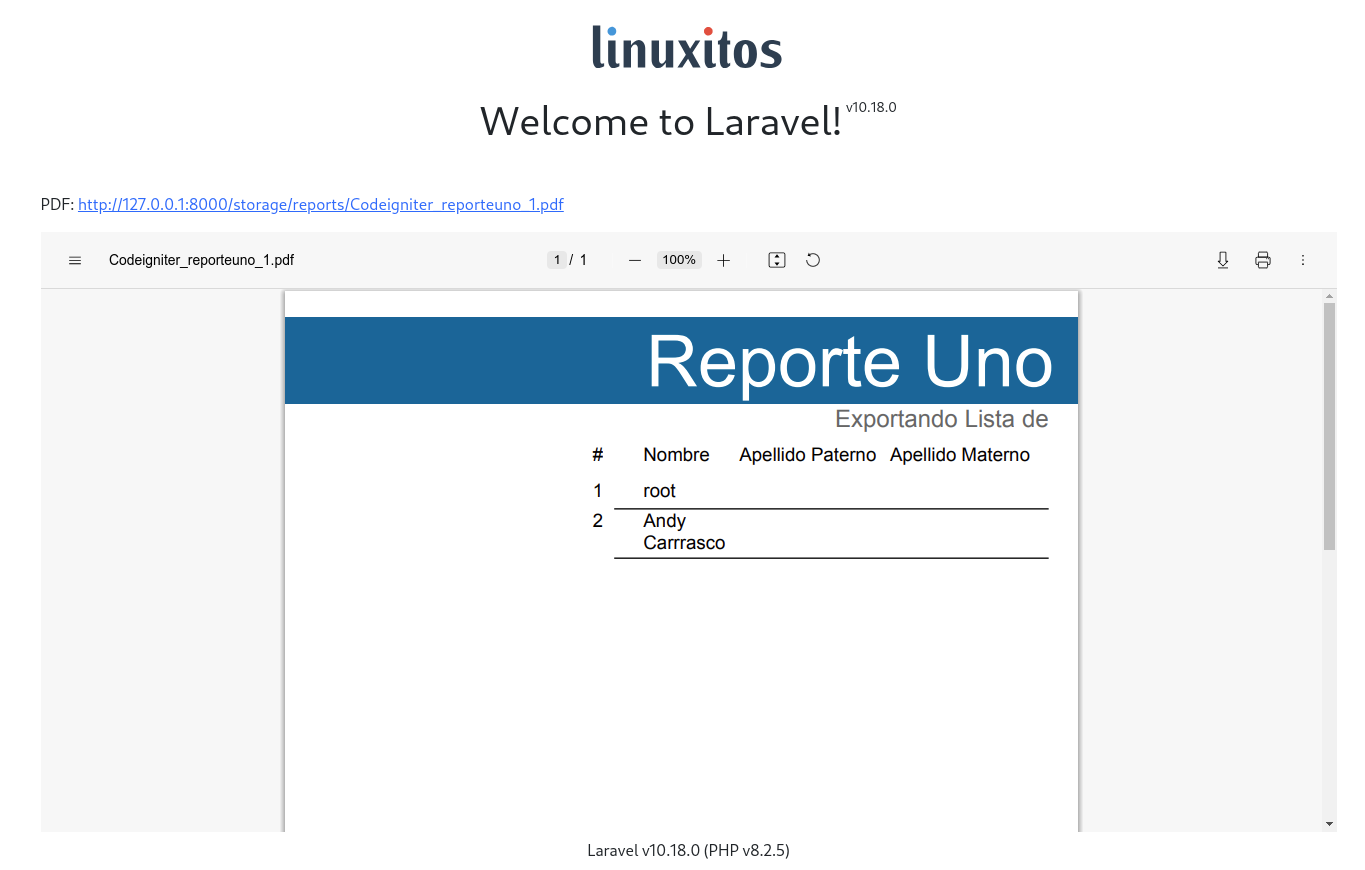 linuxitos
Welcome to Laravel! v10.18.0
PDF: http://127.0.0.1:8000/storage/reports/Codeigniter_reporteuno_1.pdf
Codeigniter_reporteuno_1.pdf 1 / 1 100%
Reporte Uno
Exportando Lista de
# Nombre Apellido Paterno Apellido Materno
1 root
2 Andy
Carrrasco
Laravel v10.18.0 (PHP v8.2.5)